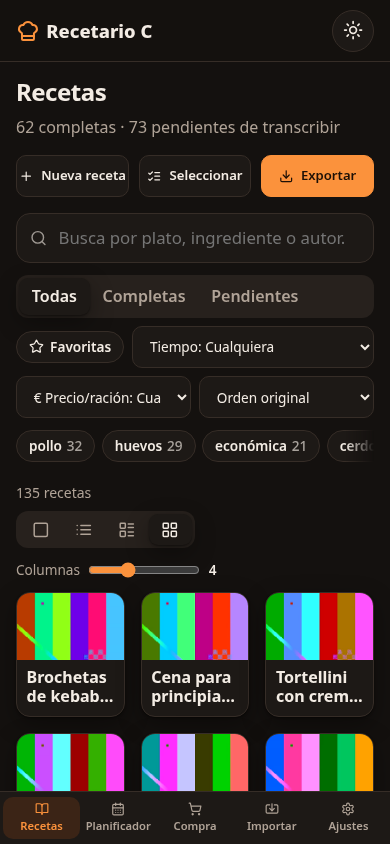 Recetario C
Recetas
62 completas · 73 pendientes de transcribir
Nueva receta
Seleccionar
Exportar
Busca por plato, ingrediente o autor.
Todas
Completas
Pendientes
Favoritas
Tiempo: Cualquiera
€ Precio/ración: Cua
Orden original
pollo 32
huevos 29
económica 21
cerdo
135 recetas
Columnas
4
Brochetas
de kebab...
Cena para
principia...
Tortellini
con crem...
Recetas
Planificador
Compra
Importar
Ajustes